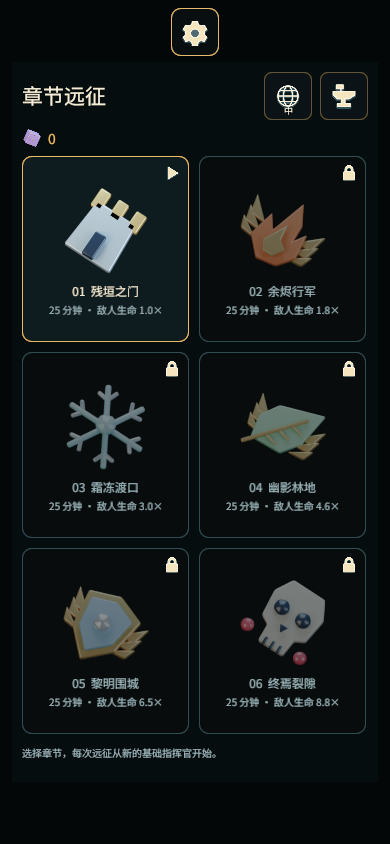 章节远征
中
0
01 残垣之门
25 分钟 • 敌人生命 1.0×
02 余烬行军
25 分钟 • 敌人生命 1.8×
03 霜冻渡口
25 分钟 • 敌人生命 3.0×
04 幽影林地
25 分钟 • 敌人生命 4.6×
05 黎明围城
25 分钟 • 敌人生命 6.5×
06 终焉裂隙
25 分钟 • 敌人生命 8.8×
选择章节，每次远征从新的基础指挥官开始。